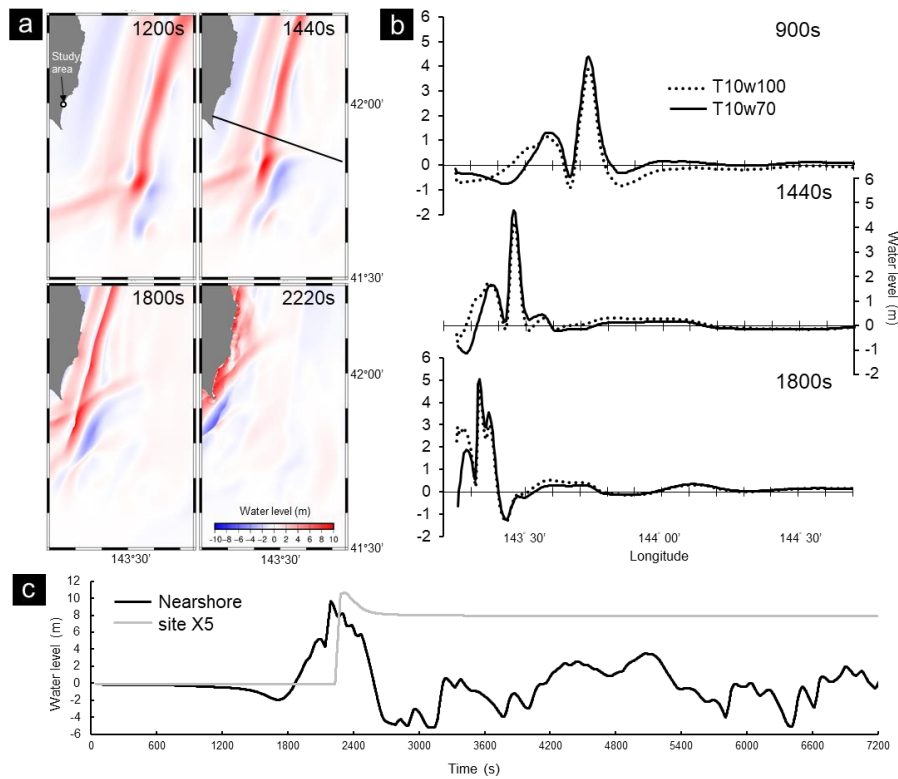 a
1200s
1440s
Study
area
42°00'
41°30'
1800s
2220s
42°00'
Water level (m)
-10 -8 -6 -4 -2 0 2 4 6 8 10
41°30'
143°30'
143°30'
b
900s
T10w100
T10w70
6
5
4
3
2
1
0
-1
-2
1440s
6
5
4
3
2
1
0
-1
-2
Water level (m)
1800s
6
5
4
3
2
1
0
-1
-2
143° 30'
144° 00'
144° 30'
Longitude
c
Nearshore
site X5
Water level (m)
12
10
8
6
4
2
0
-2
-4
-6
0 600 1200 1800 2400 3000 3600 4200 4800 5400 6000 6600 7200
Time (s)